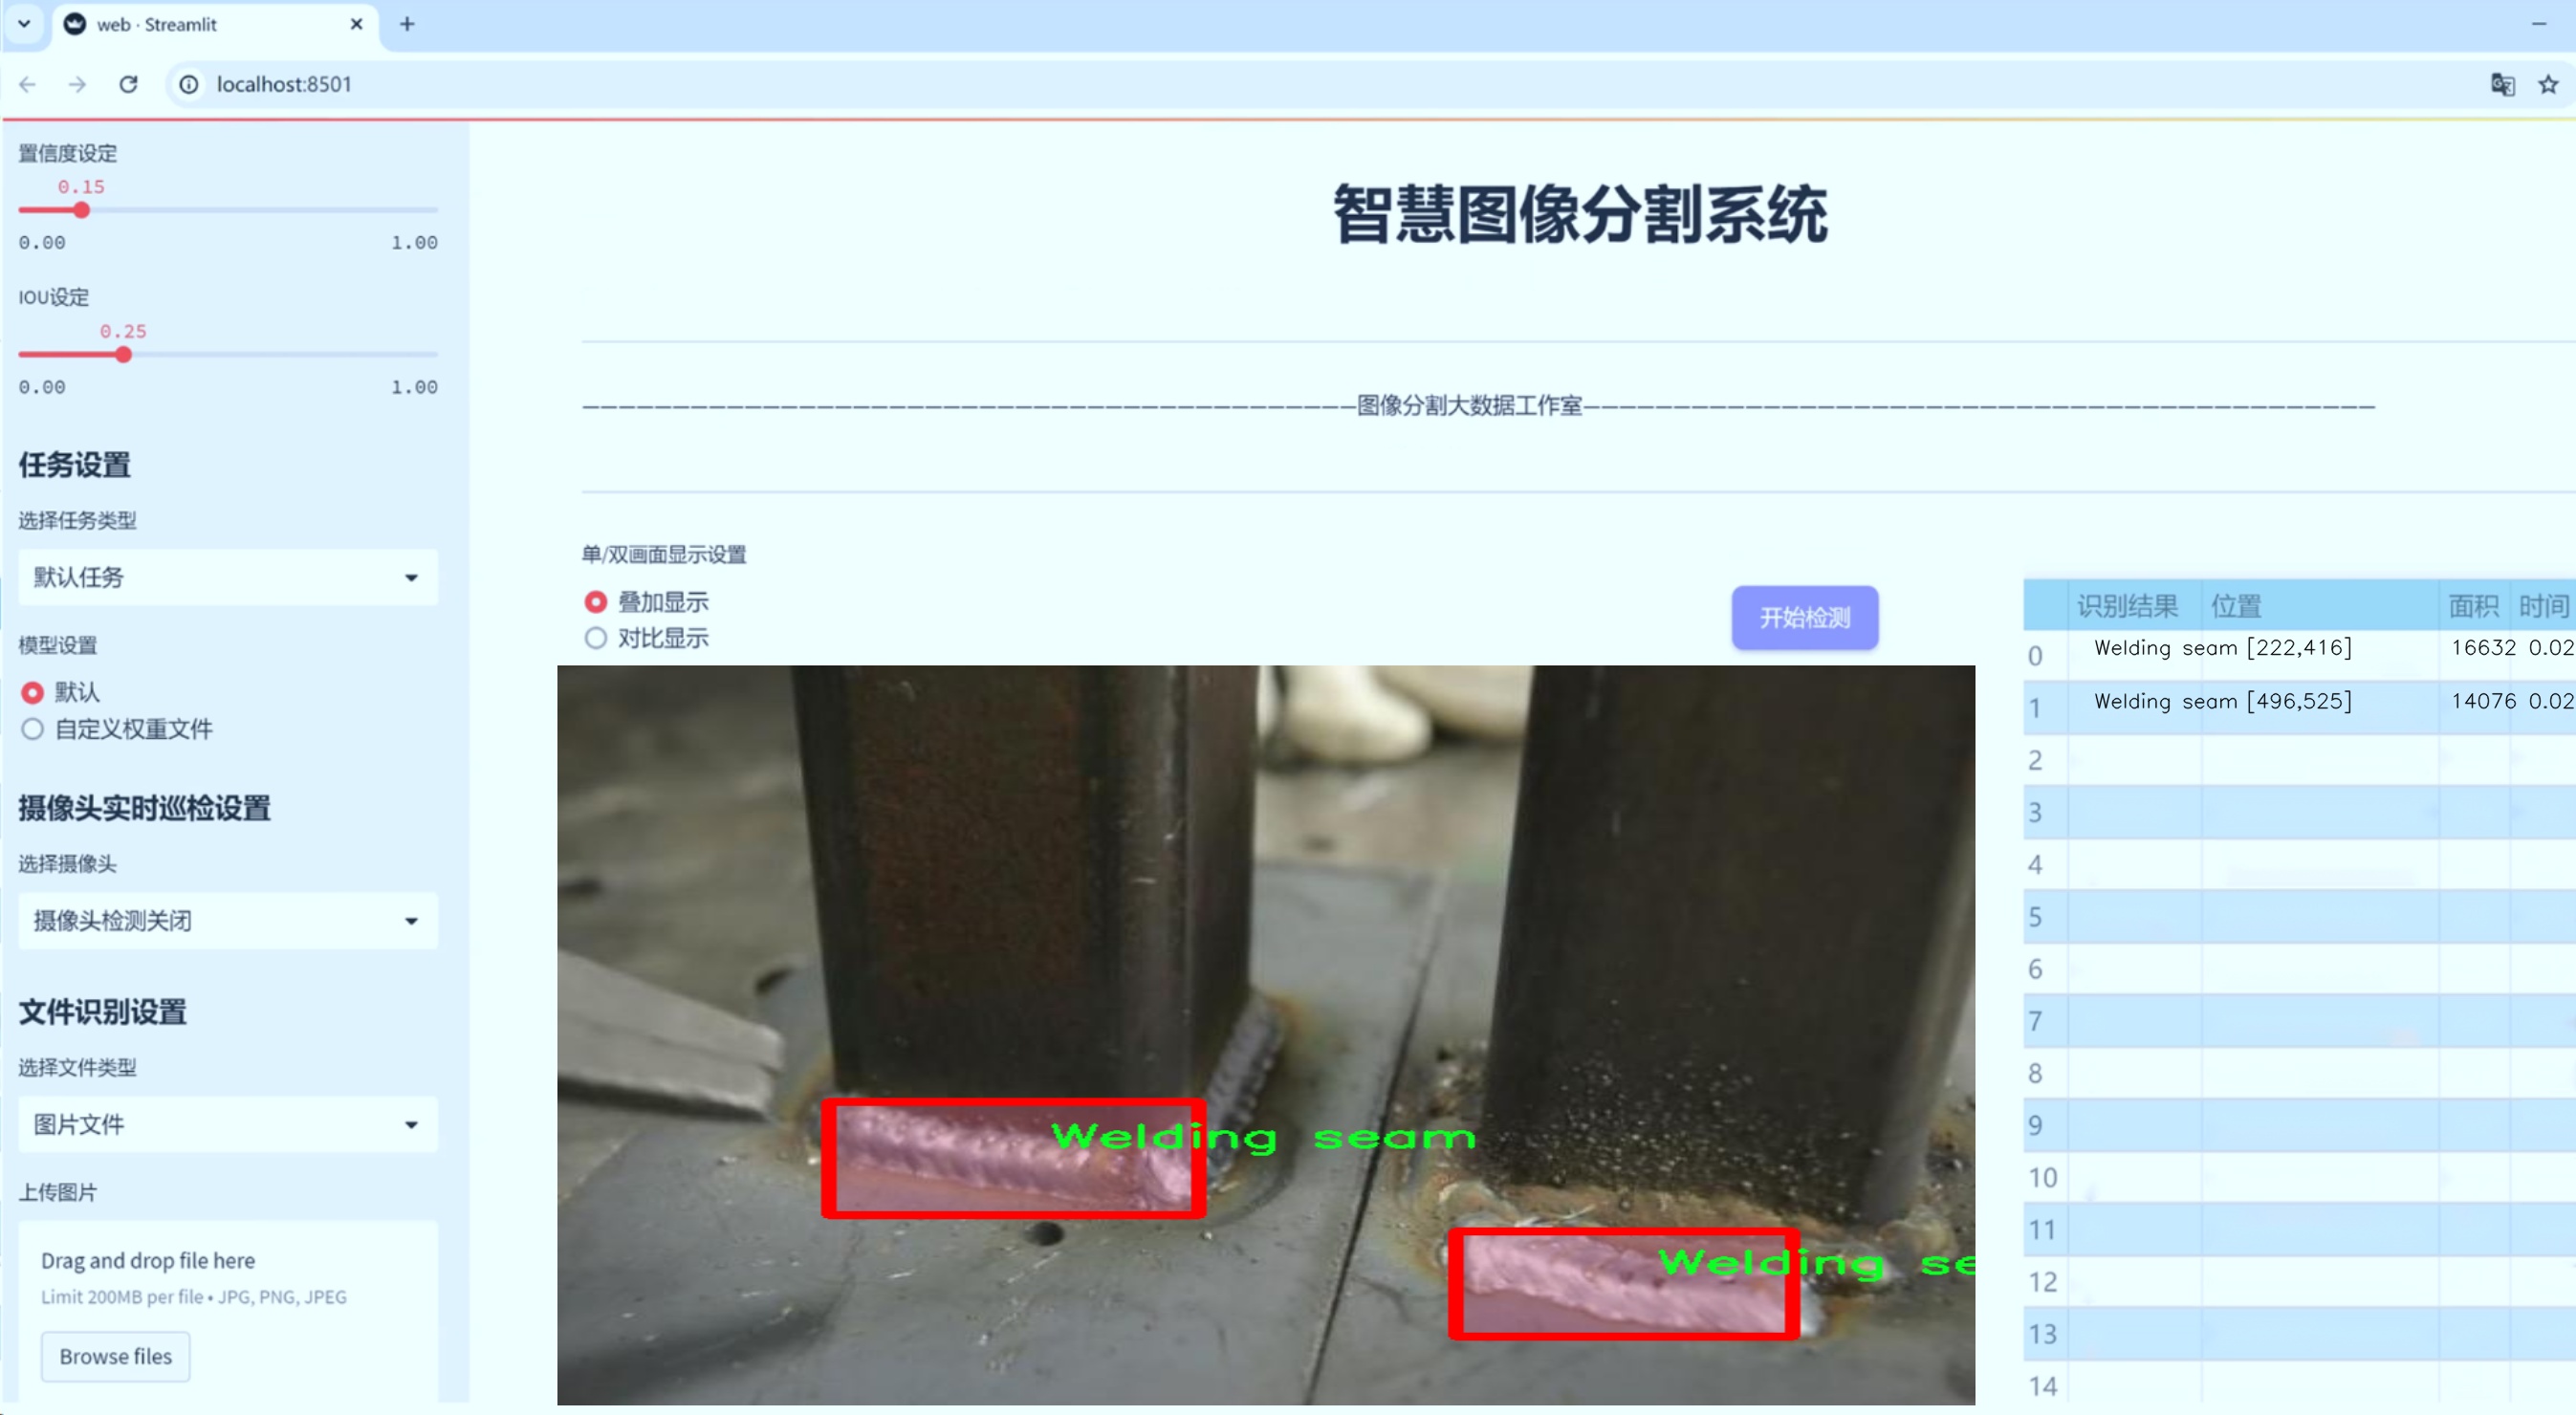 web · Streamlit
localhost:8501
置信度设定
0.15
0.00 1.00
IOU设定
0.25
0.00 1.00
任务设置
选择任务类型
默认任务
模型设置
默认
自定义权重文件
摄像头实时巡检设置
选择摄像头
摄像头检测关闭
文件识别设置
选择文件类型
图片文件
上传图片
Drag and drop file here
Limit 200MB per file • JPG, PNG, JPEG
Browse files
智慧图像分割系统
图像分割大数据工作室
单/双画面显示设置
叠加显示
对比显示
开始检测
Welding seam
Welding se
识别结果 位置 面积 时间
0 Welding seam [222,416] 16632 0.02
1 Welding seam [496,525] 14076 0.02
2
3
4
5
6
7
8
9
10
11
12
13
14